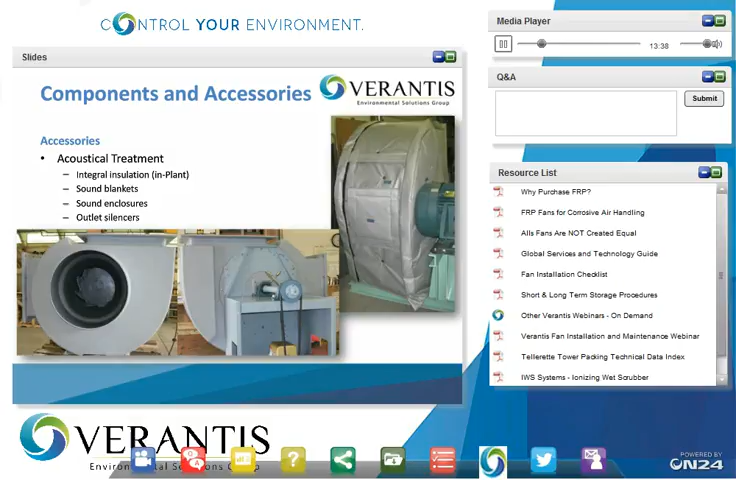 CONTROL YOUR ENVIRONMENT.
Slides
Components and Accessories
VERANTIS
Environmental Solutions Group
Accessories
• Acoustical Treatment
– Integral insulation (in-Plant)
– Sound blankets
– Sound enclosures
– Outlet silencers
VERANTIS
Environmental Solutions Group
Media Player
13:38
Q&A
Submit
Resource List
Why Purchase FRP?
FRP Fans for Corrosive Air Handling
Alls Fans Are NOT Created Equal
Global Services and Technology Guide
Fan Installation Checklist
Short & Long Term Storage Procedures
Other Verantis Webinars - On Demand
Verantis Fan Installation and Maintenance Webinar
Tellerette Tower Packing Technical Data Index
IWS Systems - Ionizing Wet Scrubber
Q
A
?
POWERED BY
ON24